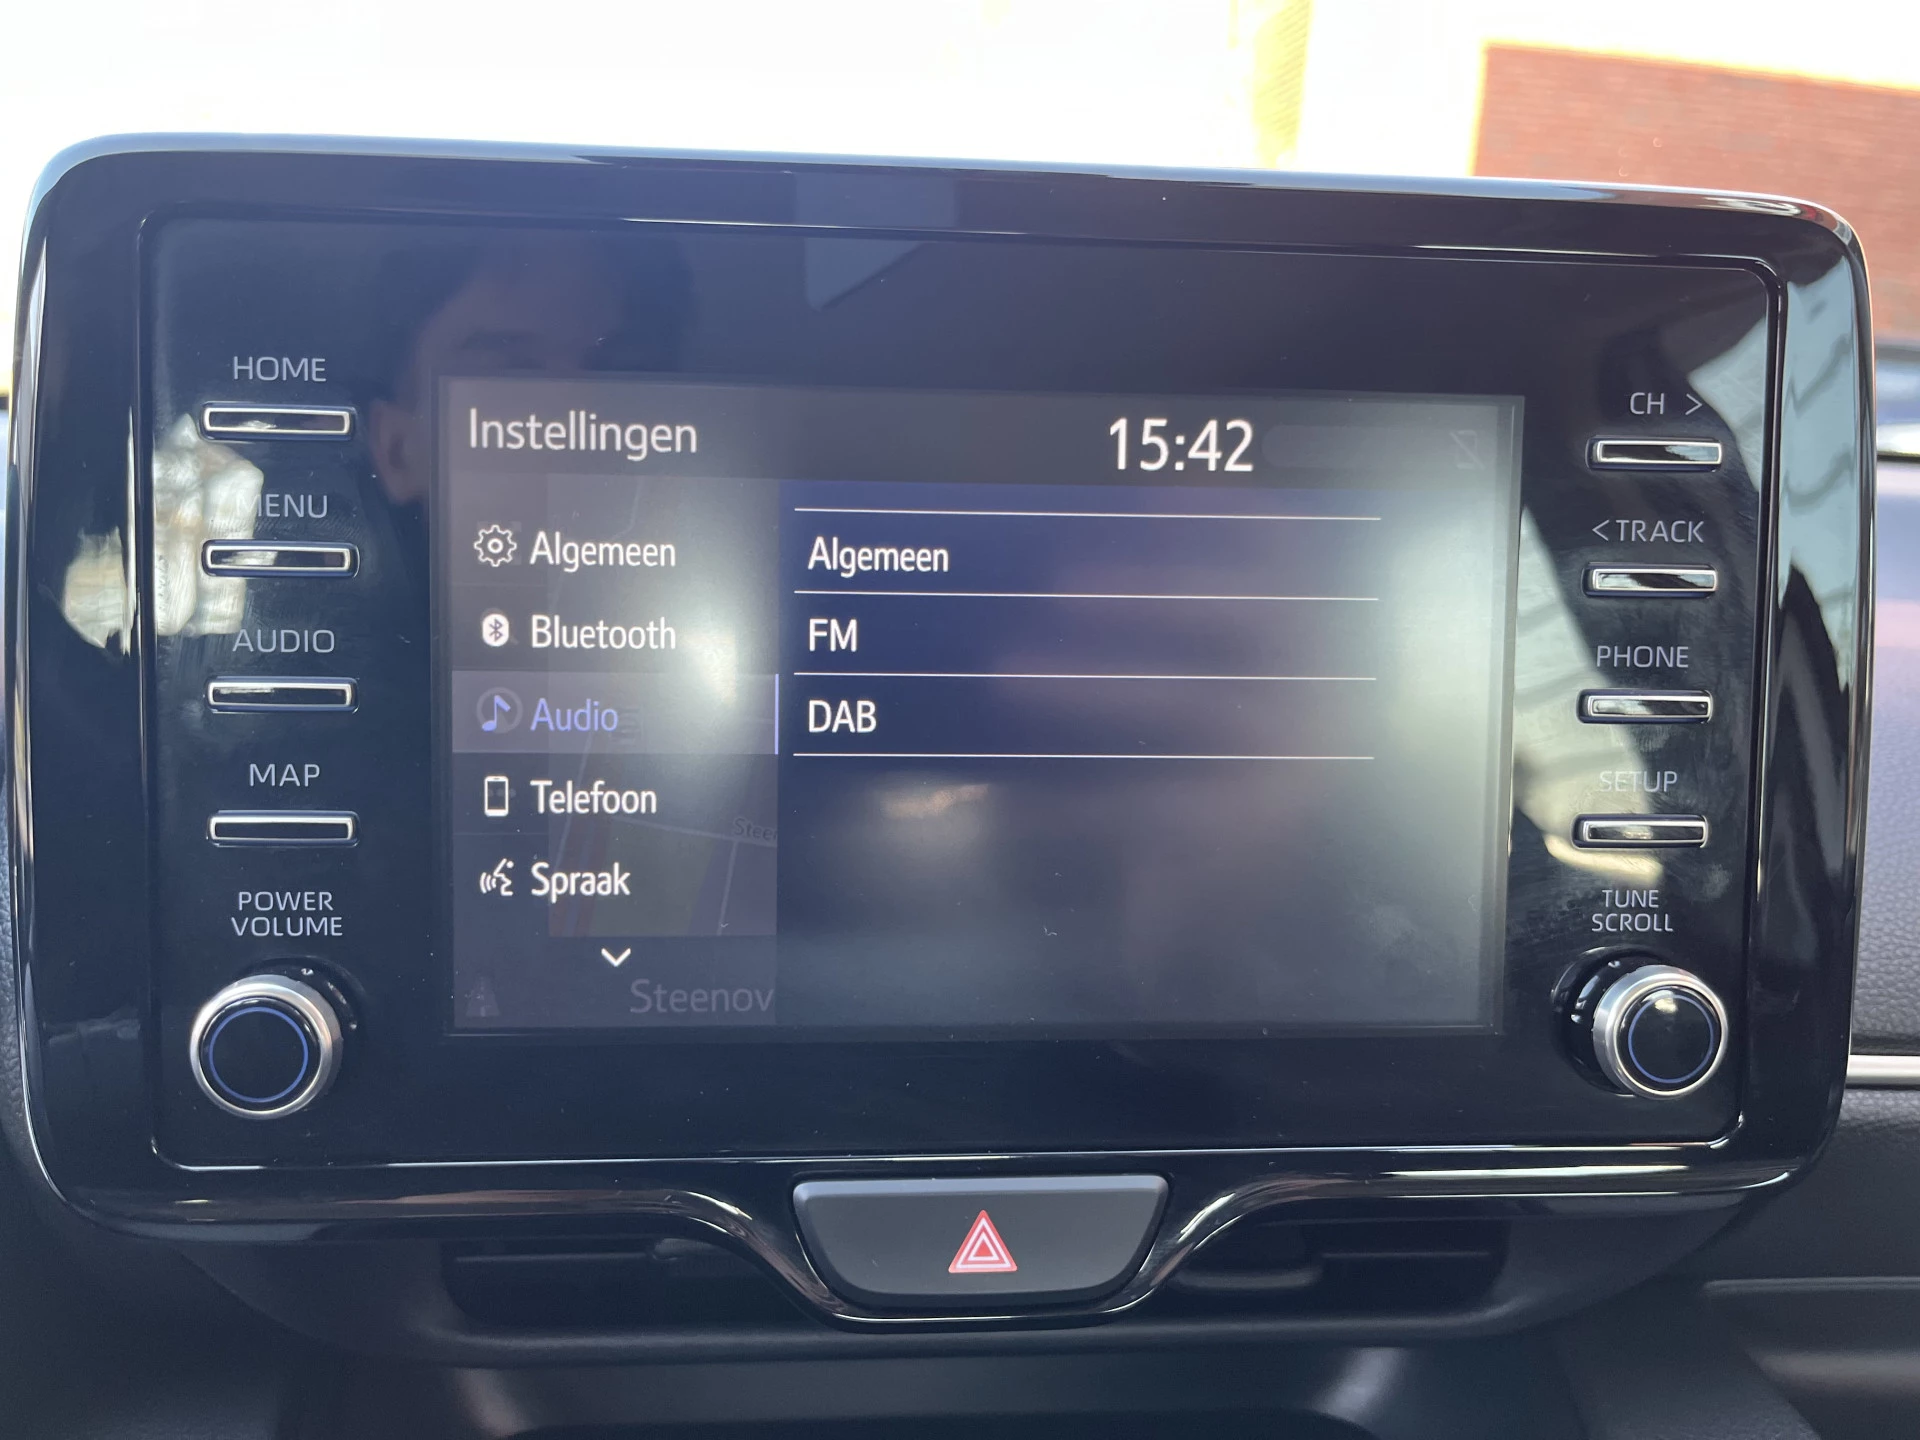 HOME
MENU
AUDIO
MAP
POWER
VOLUME
Instellingen
15:42
Algemeen
Bluetooth
Audio
Telefoon
Spraak
Steenov
Algemeen
FM
DAB
CH >
< TRACK
PHONE
SETUP
TUNE
SCROLL